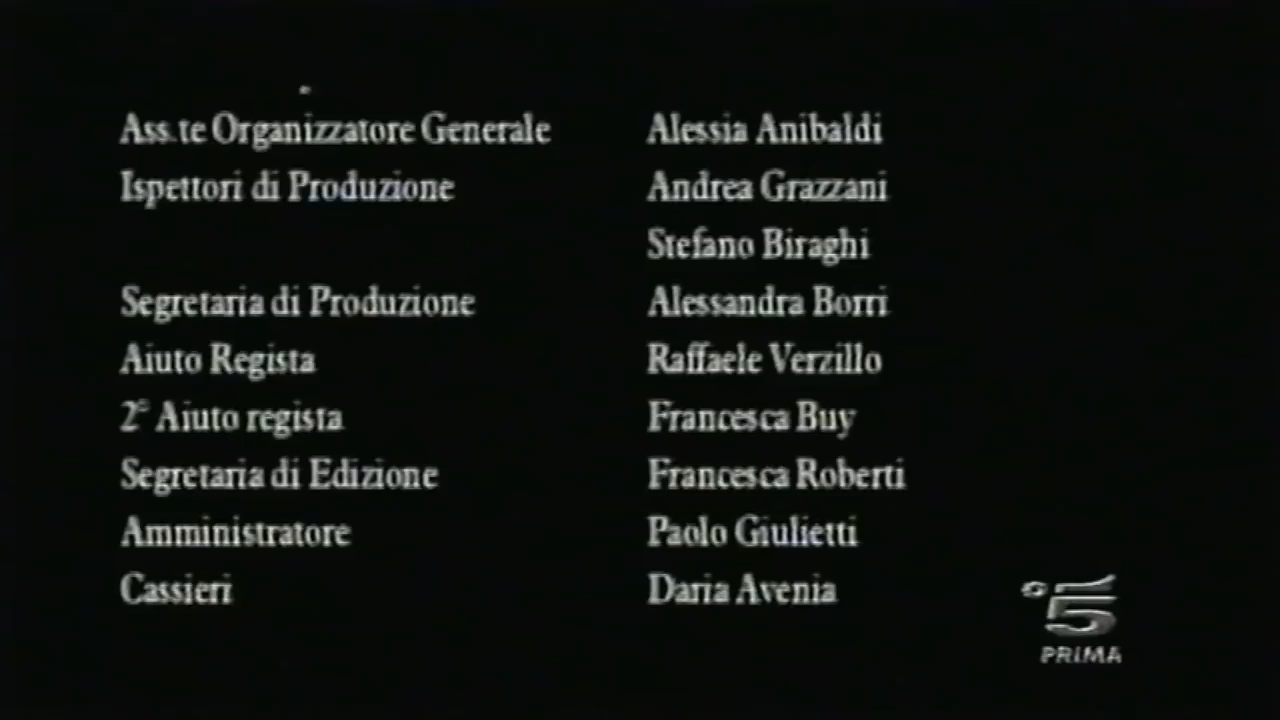 Ass.te Organizzatore Generale Alessia Anibaldi
Ispettori di Produzione Andrea Grazzani
Stefano Biraghi
Segretaria di Produzione Alessandra Borri
Aiuto Regista Raffaele Verzillo
2° Aiuto regista Francesca Buy
Segretaria di Edizione Francesca Roberti
Amministratore Paolo Giulietti
Cassieri Daria Avenia
5
PRIMA